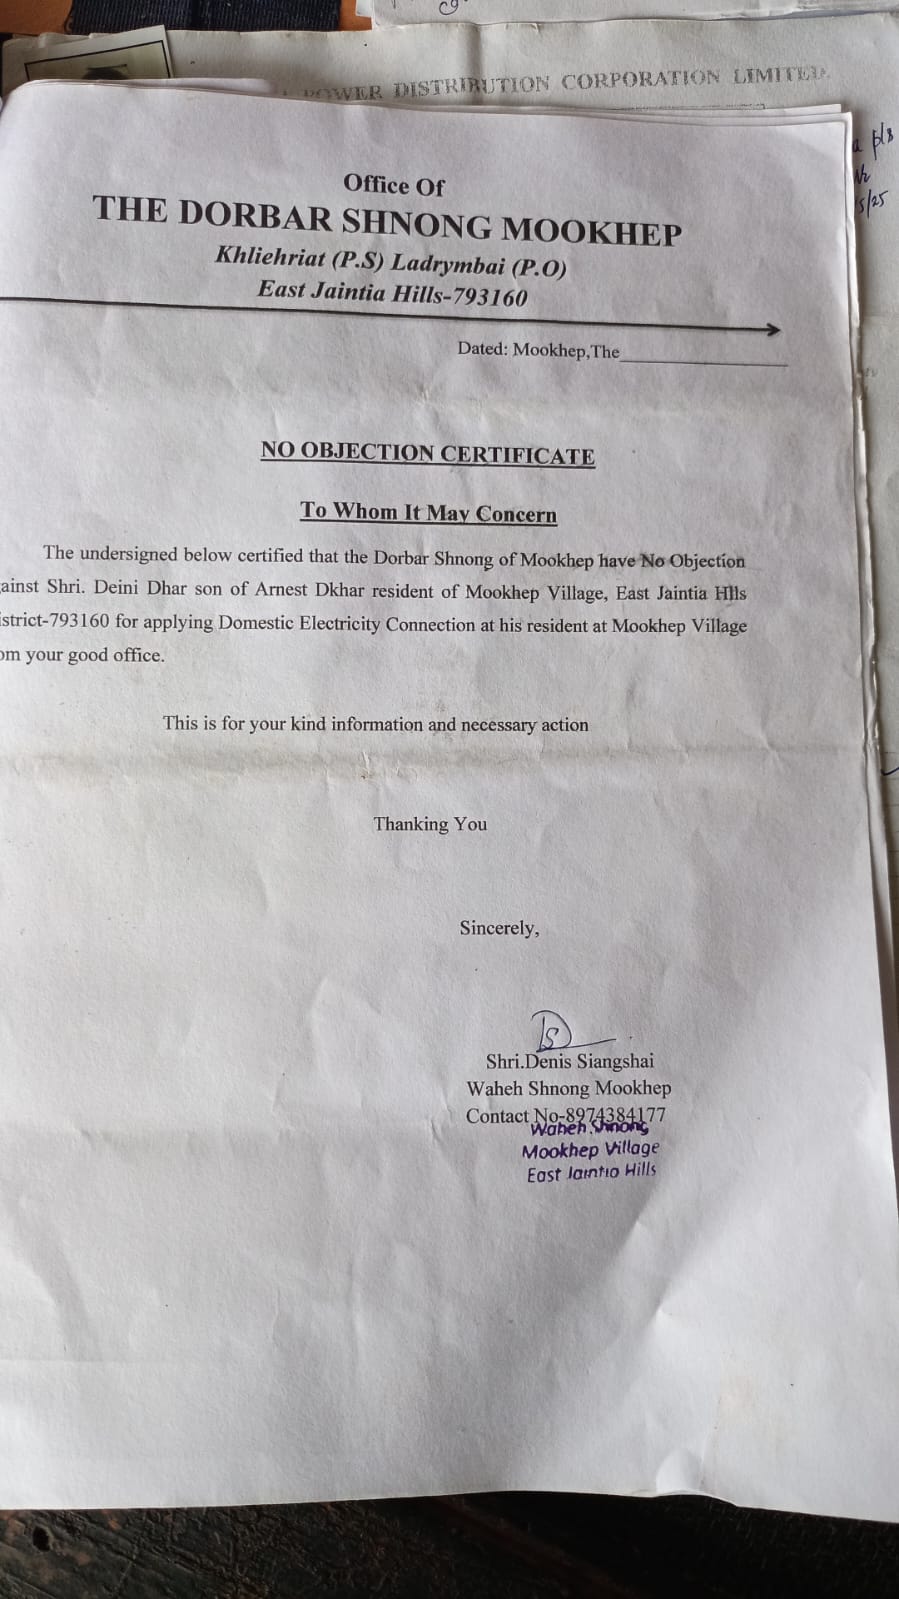 POWER DISTRIBUTION CORPORATION LIMITED
Office Of
THE DORBAR SHNONG MOOKHEP
Khliehriat (P.S) Ladrymbai (P.O)
East Jaintia Hills-793160
Dated: Mookhep,The
NO OBJECTION CERTIFICATE
To Whom It May Concern
The undersigned below certified that the Dorbar Shnong of Mookhep have No Objection
ainst Shri. Deini Dhar son of Arnest Dkhar resident of Mookhep Village, East Jaintia HIls
istrict-793160 for applying Domestic Electricity Connection at his resident at Mookhep Village
om your good office.
This is for your kind information and necessary action
Thanking You
Sincerely,
Shri.Denis Siangshai
Waheh Shnong Mookhep
Contact No-8974384177
Waheh Shnong
Mookhep Village
East Jaintia Hills